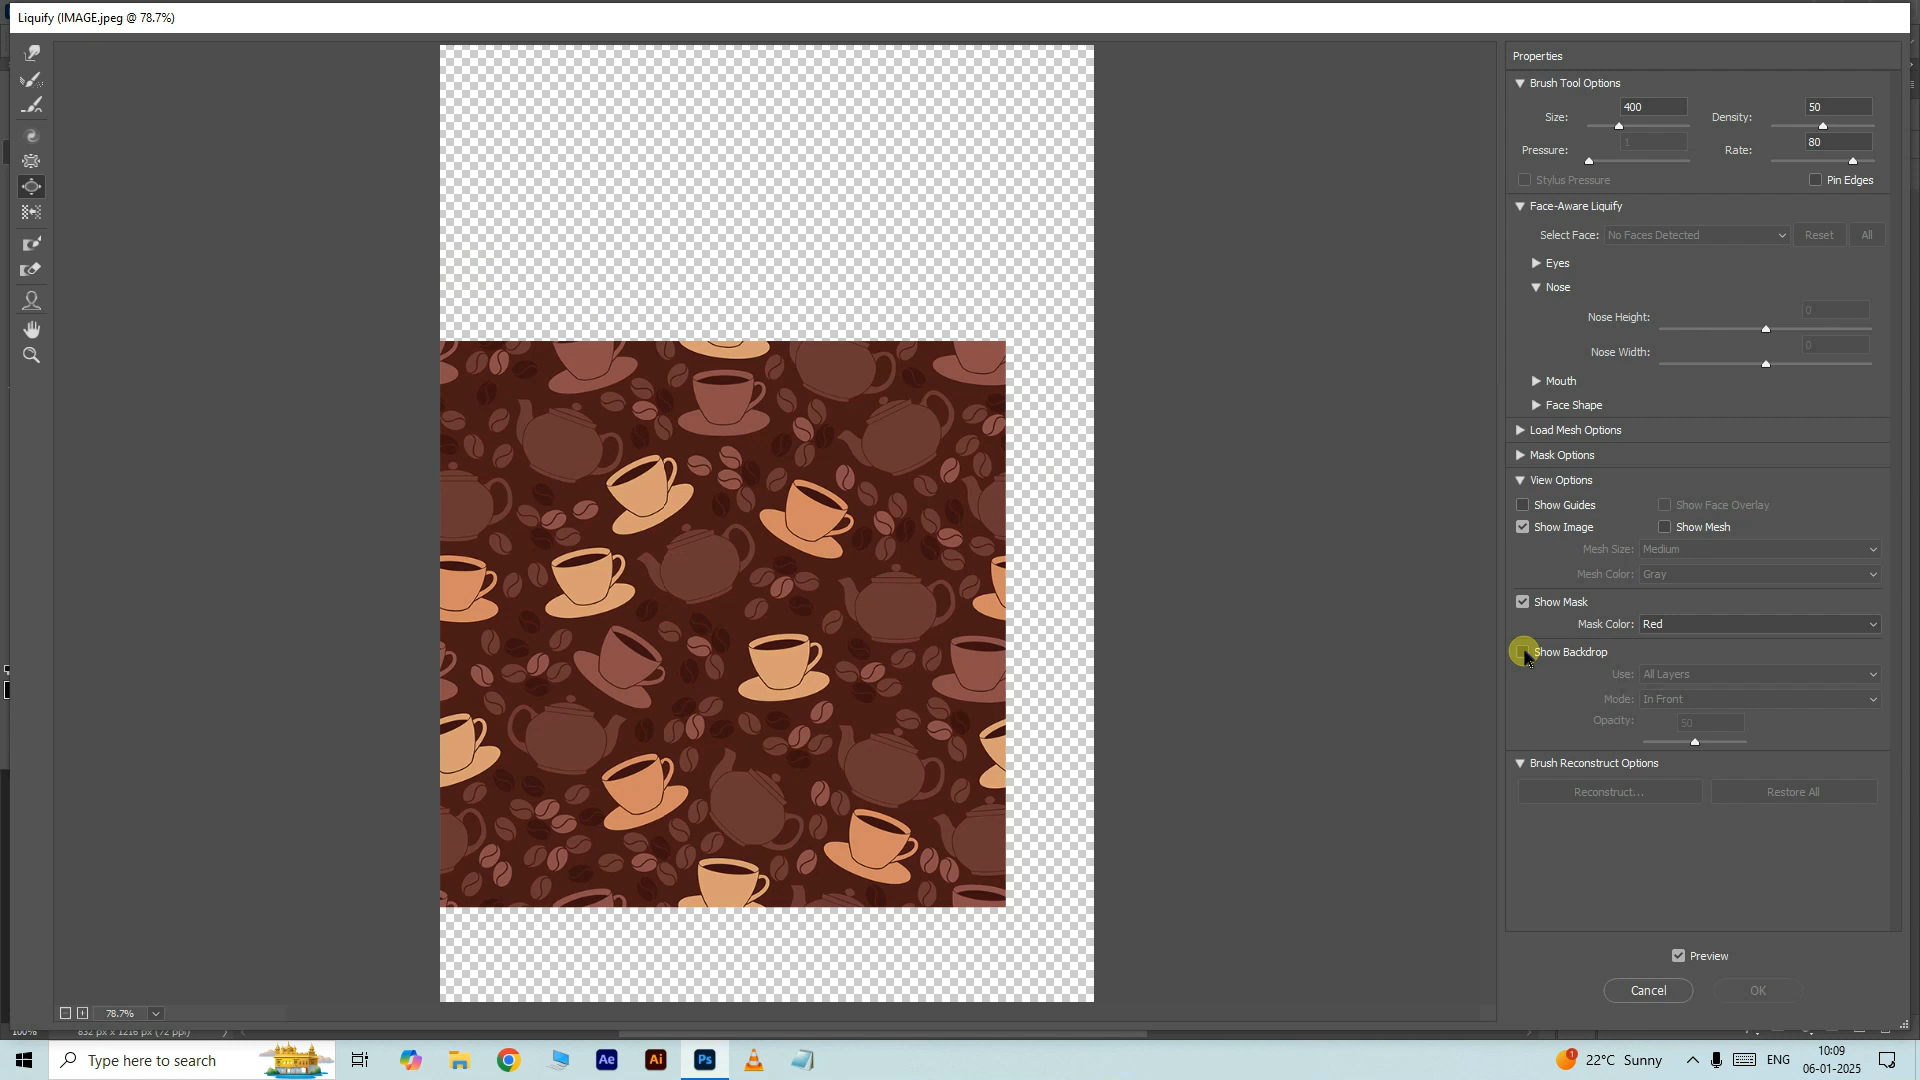 Liquify (IMAGE.jpeg @ 78.7%)
Properties
Brush Tool Options
Size: 400 Density: 50
Pressure: 1 Rate: 80
Stylus Pressure Pin Edges
Face-Aware Liquify
Select Face: No Faces Detected Reset All
Eyes
Nose
Nose Height: 0
Nose Width: 0
Mouth
Face Shape
Load Mesh Options
Mask Options
View Options
Show Guides Show Face Overlay
Show Image Show Mesh
Mesh Size: Medium
Mesh Color: Gray
Show Mask
Mask Color: Red
Show Backdrop
Use: All Layers
Mode: In Front
Opacity: 50
Brush Reconstruct Options
Reconstruct... Restore All
Preview
Cancel OK
78.7%
100% 832 px x 1216 px (72 ppi)
Type here to search
Ae Ai Ps
1 22°C Sunny ENG
10:09
06-01-2025